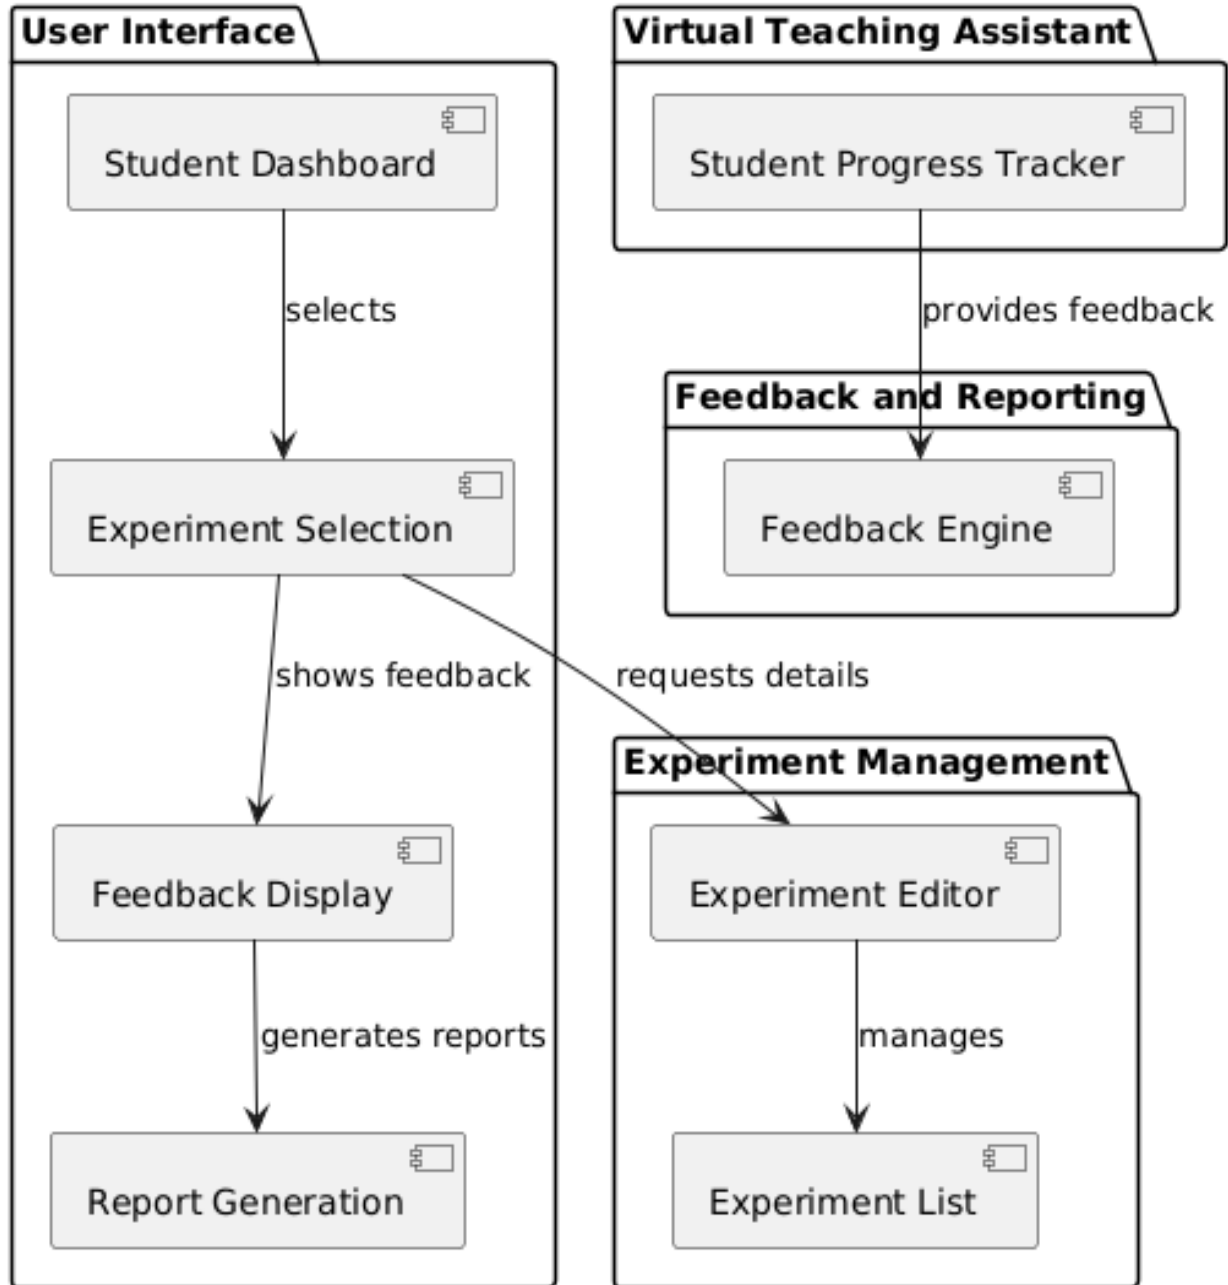 User Interface
Virtual Teaching Assistant
Student Dashboard
Student Progress Tracker
selects
provides feedback
Feedback and Reporting
Experiment Selection
Feedback Engine
shows feedback
requests details
Experiment Management
Feedback Display
Experiment Editor
generates reports
manages
Report Generation
Experiment List